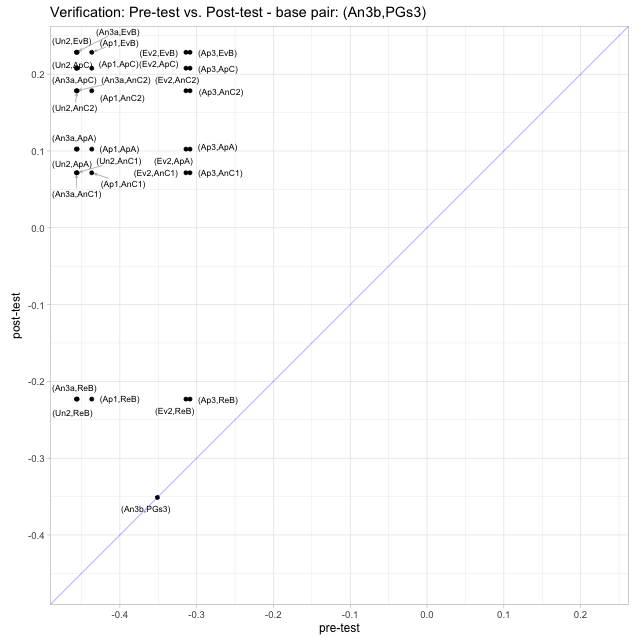 Verification: Pre-test vs. Post-test - base pair: (An3b,PGs3)
(An3a,EvB)
(Un2,EvB)
(Ap1,EvB)
(Ev2,EvB)
(Ap3,EvB)
(Un2,ApC)
(Ap1,ApC)
(Ev2,ApC)
(Ap3,ApC)
(An3a,ApC)
(An3a,AnC2)
(Ev2,AnC2)
(Ap1,AnC2)
(Ap3,AnC2)
(Un2,AnC2)
(An3a,ApA)
(Ap1,ApA)
(Ap3,ApA)
(Un2,ApA)
(Un2,AnC1)
(Ev2,ApA)
(Ev2,AnC1)
(Ap3,AnC1)
(Ap1,AnC1)
(An3a,AnC1)
(An3a,ReB)
(Ap1,ReB)
(Ap3,ReB)
(Un2,ReB)
(Ev2,ReB)
(An3b,PGs3)
0.2
0.1
0.0
-0.1
-0.2
-0.3
-0.4
post-test
-0.4
-0.3
-0.2
-0.1
0.0
0.1
0.2
pre-test